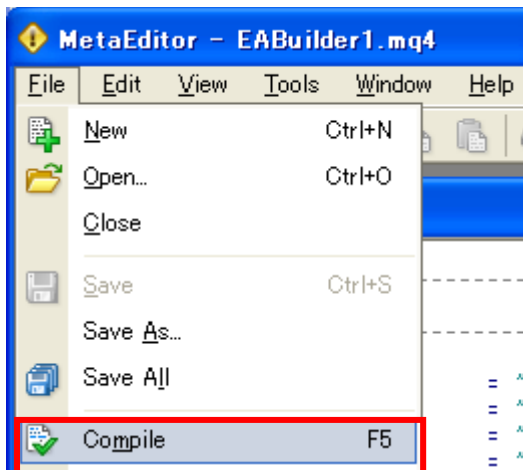 MetaEditor - EABuilder1.mq4
File Edit View Tools Window Help
New Ctrl+N
Open... Ctrl+O
Close
Save Ctrl+S
Save As...
Save All
Compile F5